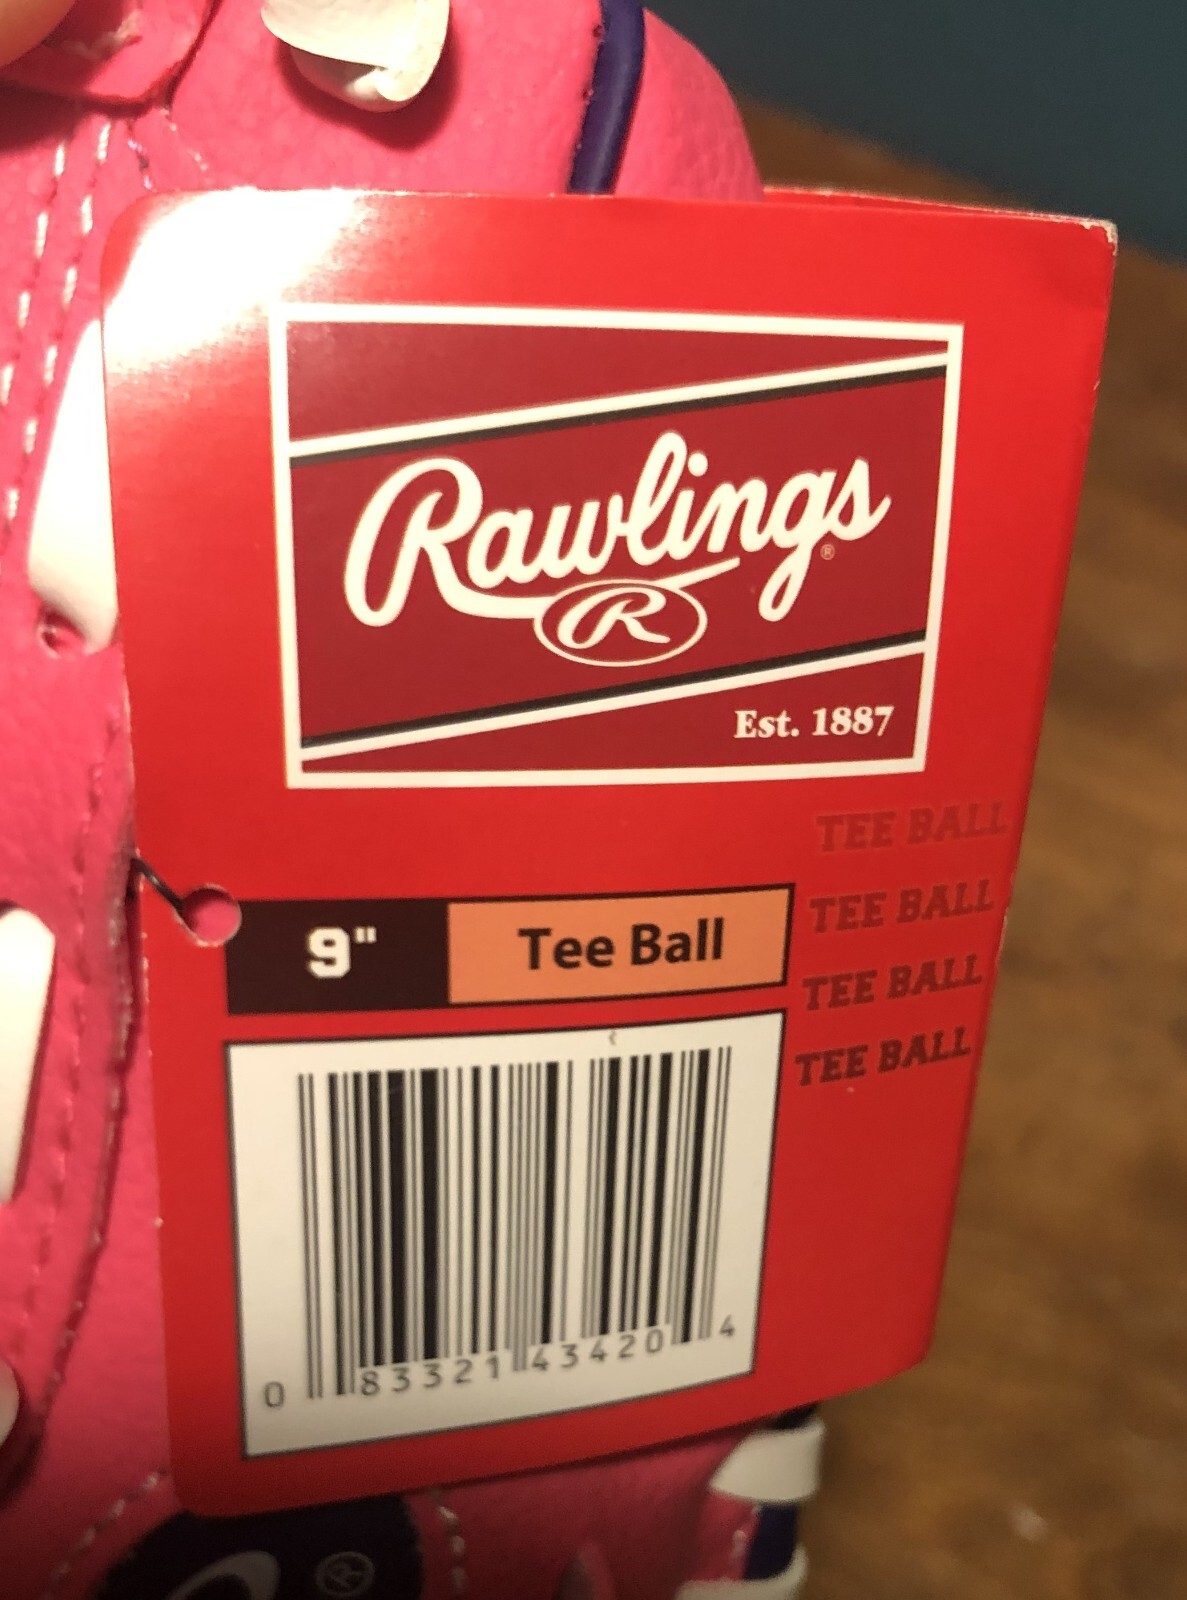 Rawlings®
R
Est. 1887
TEE BALL
TEE BALL
TEE BALL
TEE BALL
9" Tee Ball
0 83321 43420 4
®